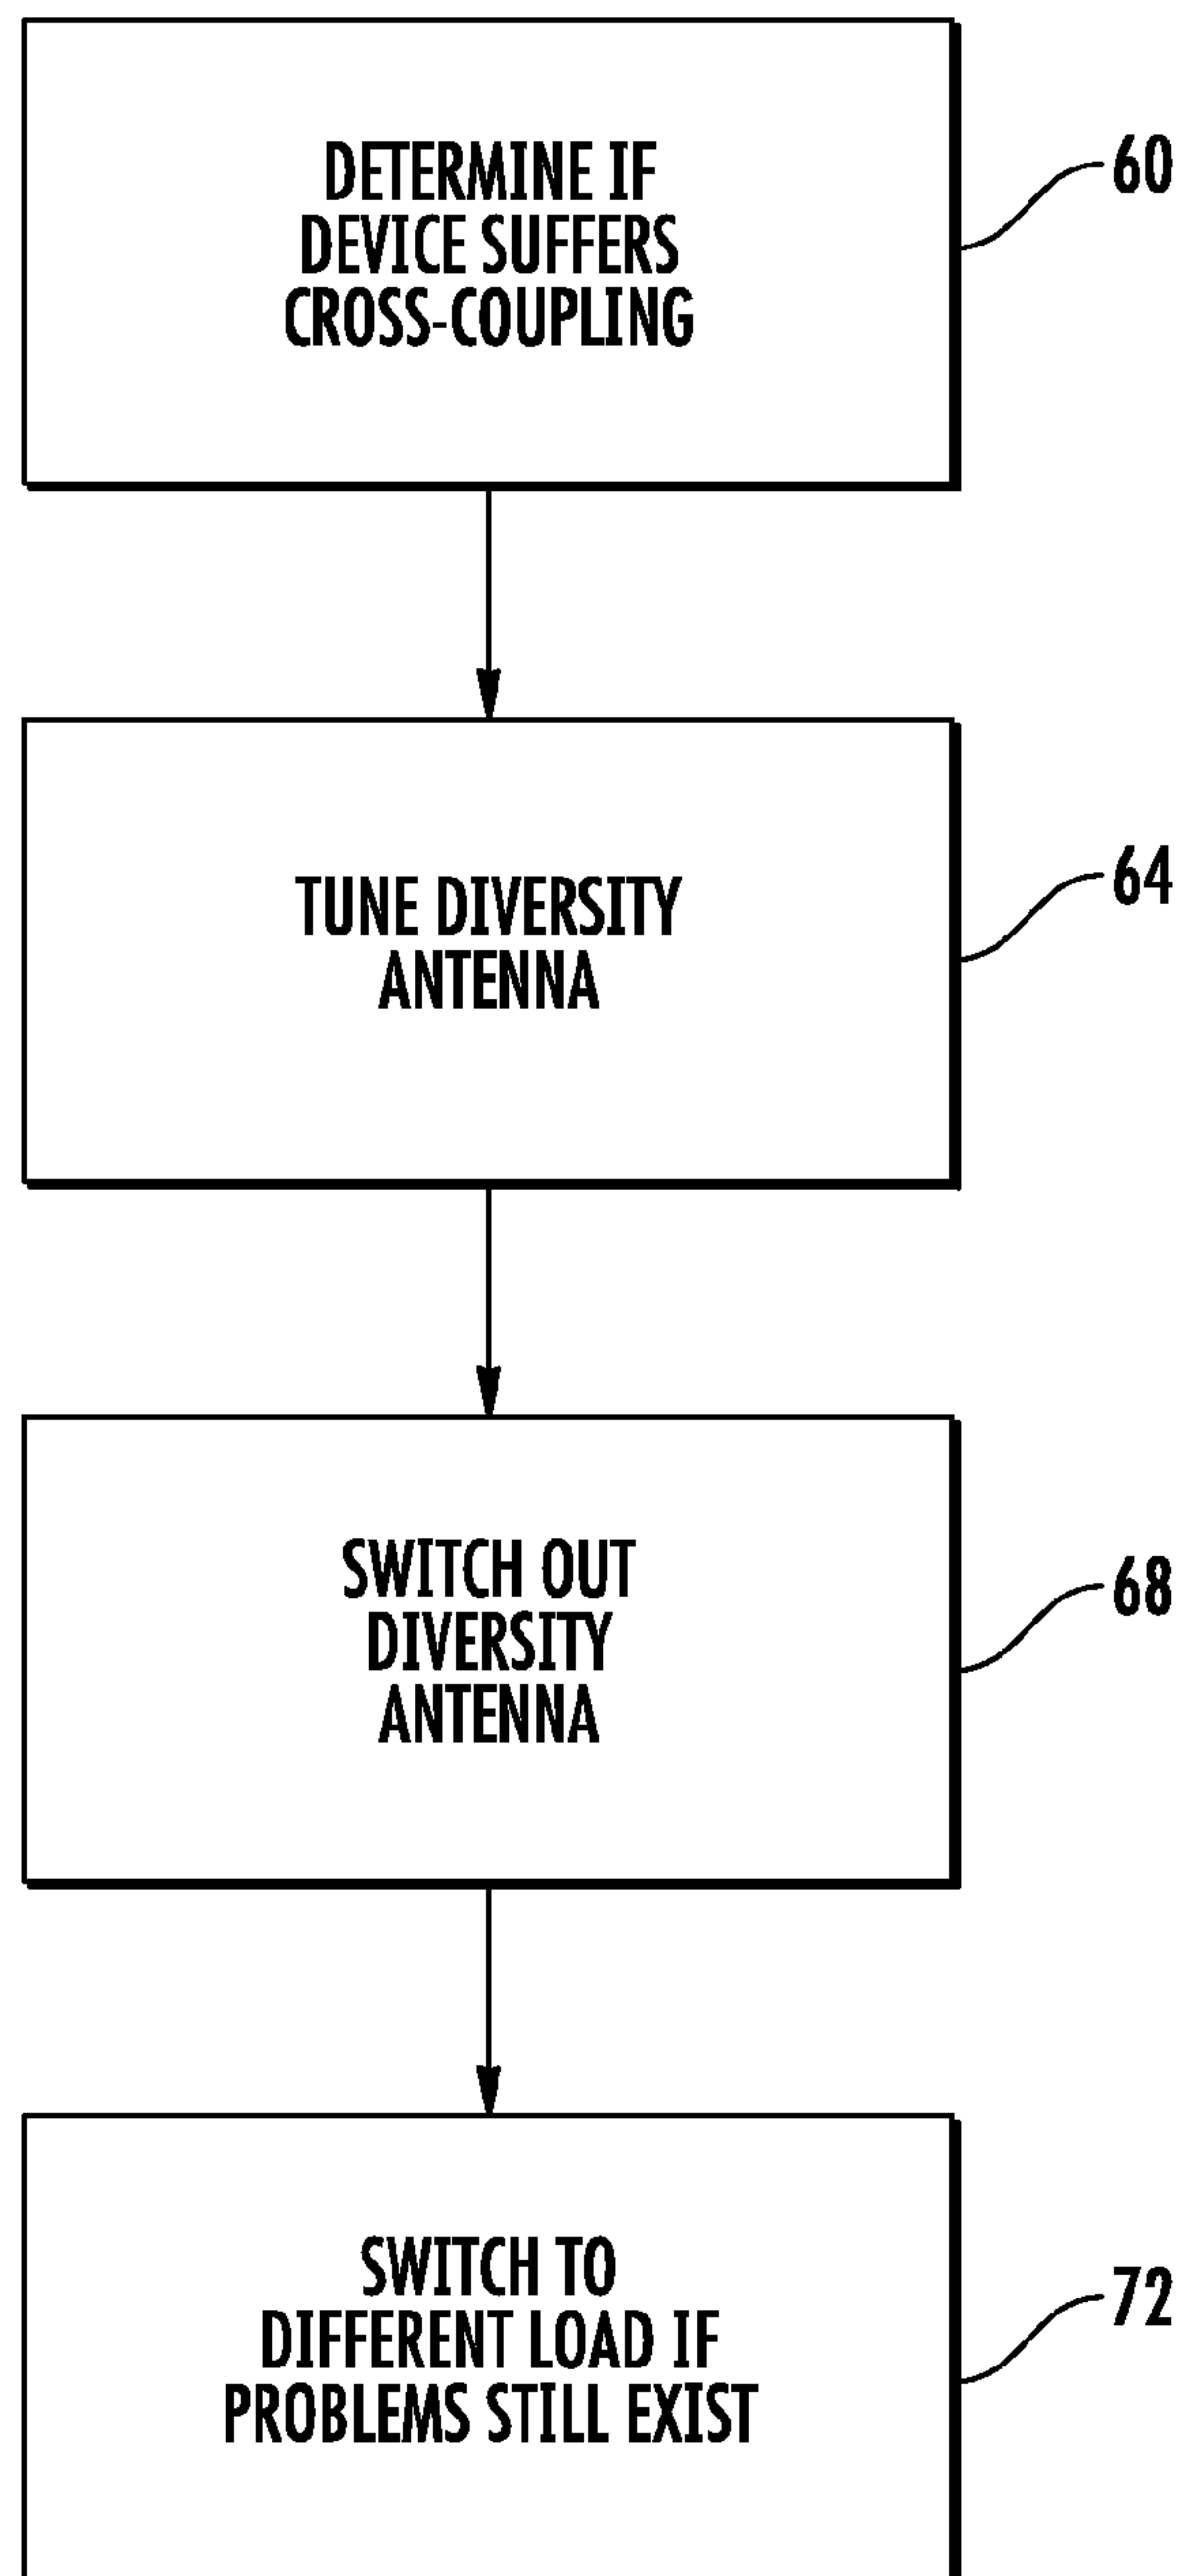 DETERMINE IF
DEVICE SUFFERS
CROSS-COUPLING
60
TUNE DIVERSITY
ANTENNA
64
SWITCH OUT
DIVERSITY
ANTENNA
68
SWITCH TO
DIFFERENT LOAD IF
PROBLEMS STILL EXIST
72